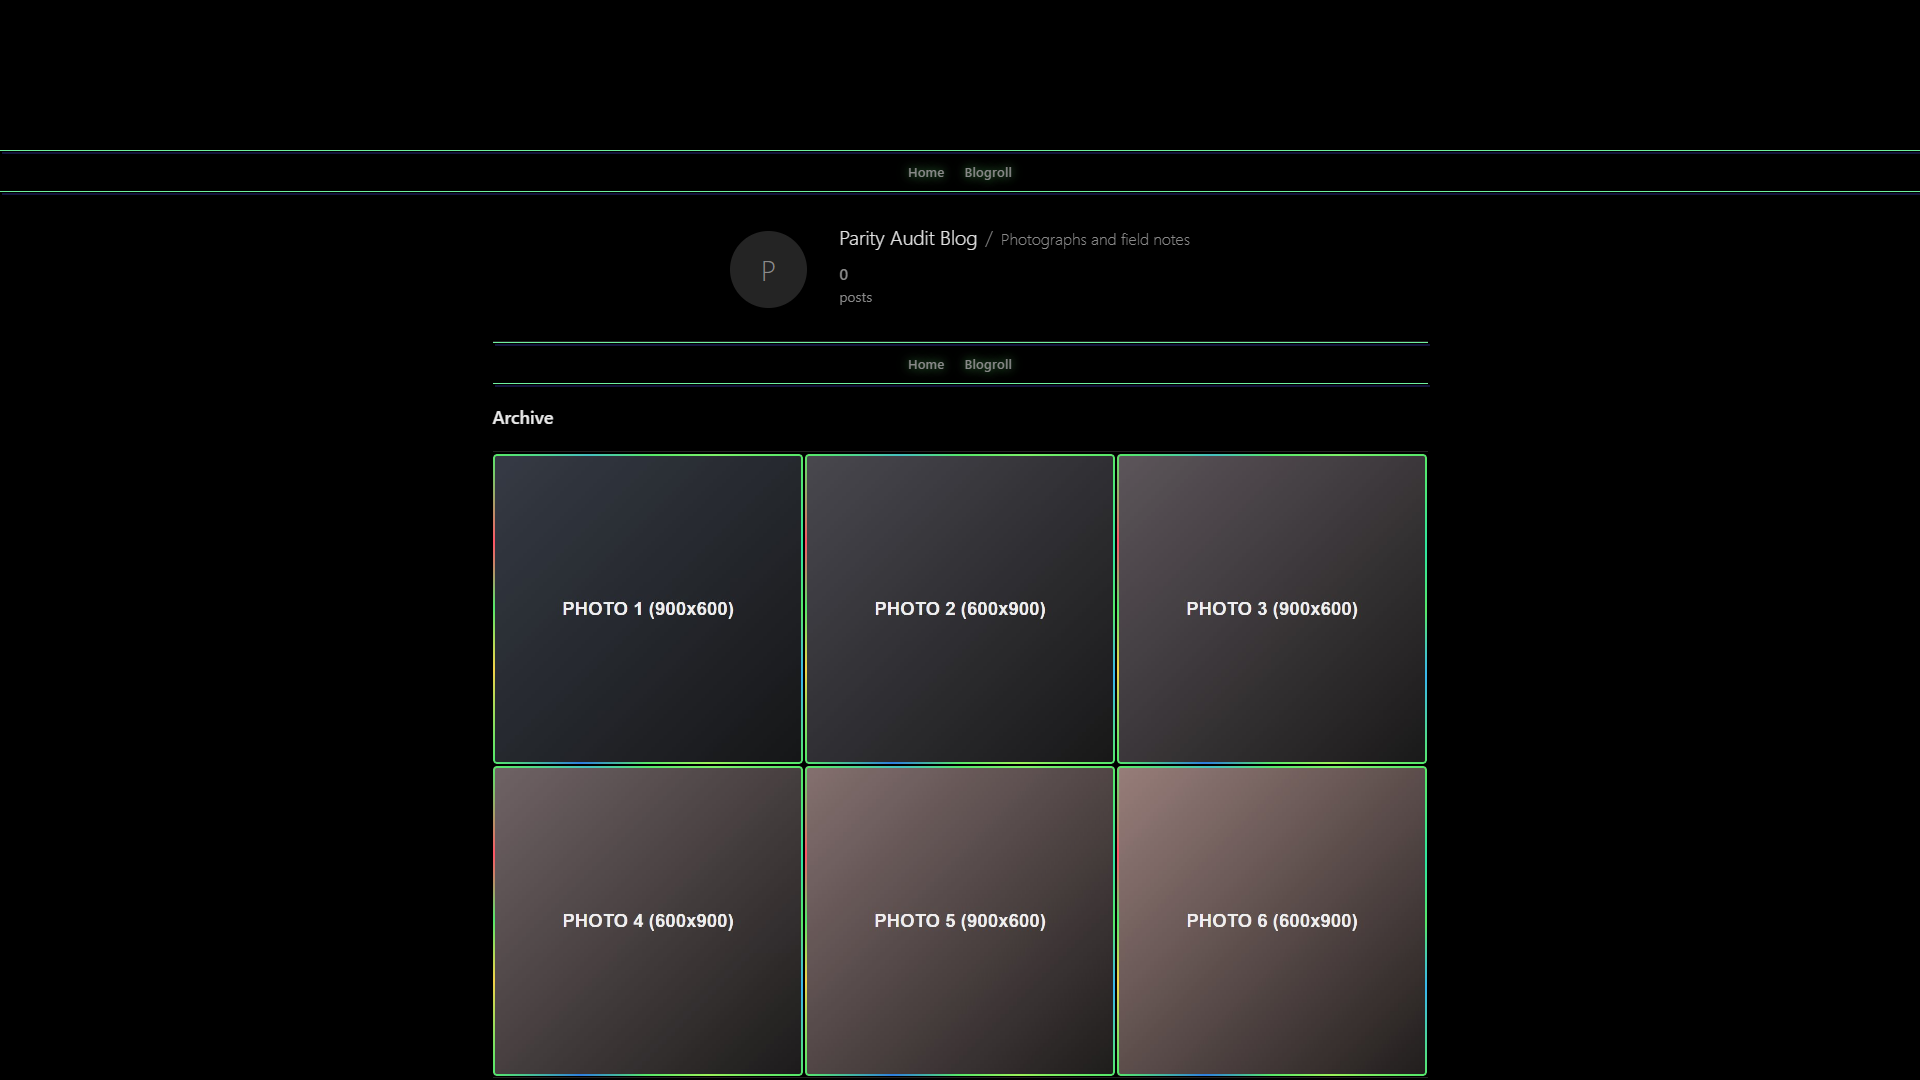 Home Blogroll
P
Parity Audit Blog / Photographs and field notes
0
posts
Home Blogroll
Archive
PHOTO 1 (900x600) PHOTO 2 (600x900) PHOTO 3 (900x600)
PHOTO 4 (600x900) PHOTO 5 (900x600) PHOTO 6 (600x900)